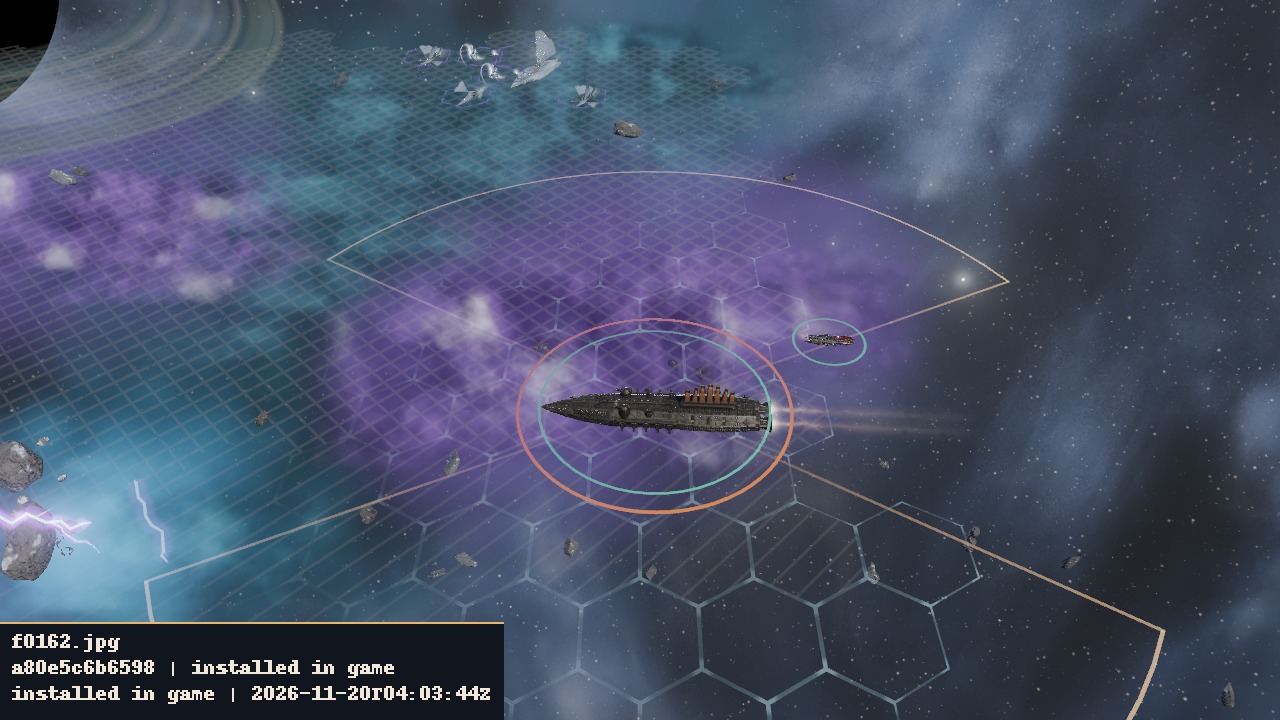 f0162.jpg
a80e5c6b6598 | installed in game
installed in game | 2026-11-20T04:03:44Z